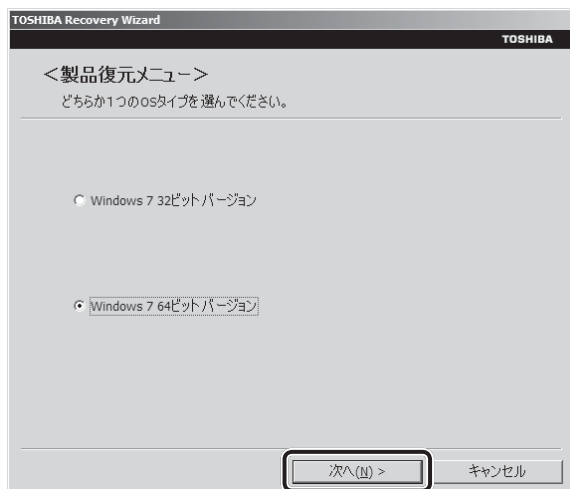 TOSHIBA Recovery Wizard
TOSHIBA
＜製品復元メニュー＞
どちらか1つのOSタイプを選んでください。
Windows 7 32ビットバージョン
Windows 7 64ビットバージョン
次へ(N) >
キャンセル